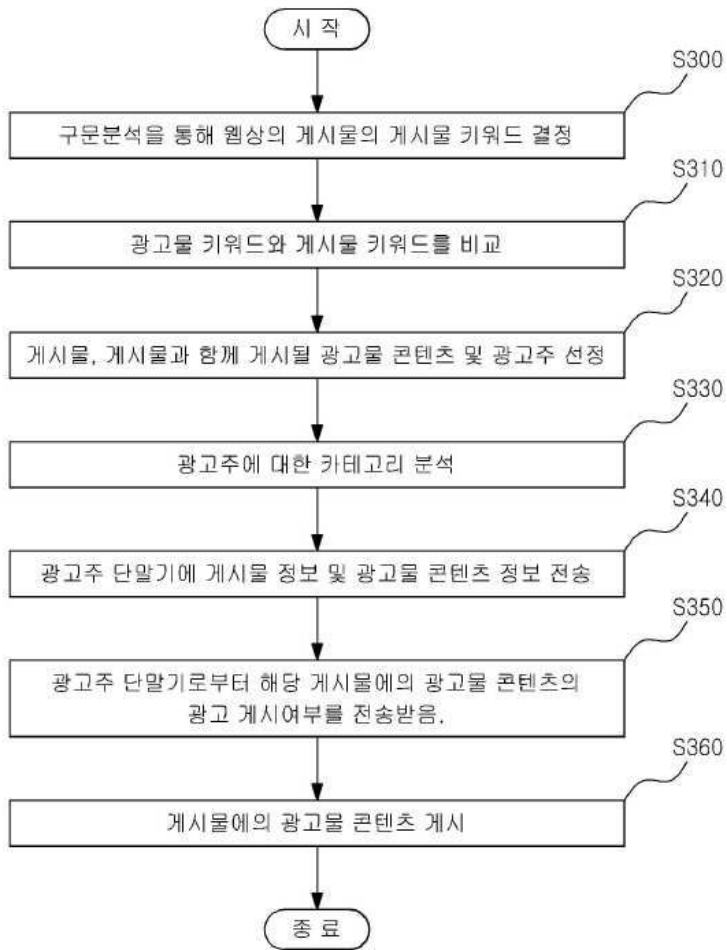 시 작
S300
구문분석을 통해 웹상의 게시물의 게시물 키워드 결정
S310
광고물 키워드와 게시물 키워드를 비교
S320
게시물, 게시물과 함께 게시될 광고물 콘텐츠 및 광고주 선정
S330
광고주에 대한 카테고리 분석
S340
광고주 단말기에 게시물 정보 및 광고물 콘텐츠 정보 전송
S350
광고주 단말기로부터 해당 게시물에의 광고물 콘텐츠의
광고 게시여부를 전송받음.
S360
게시물에의 광고물 콘텐츠 게시
종 료